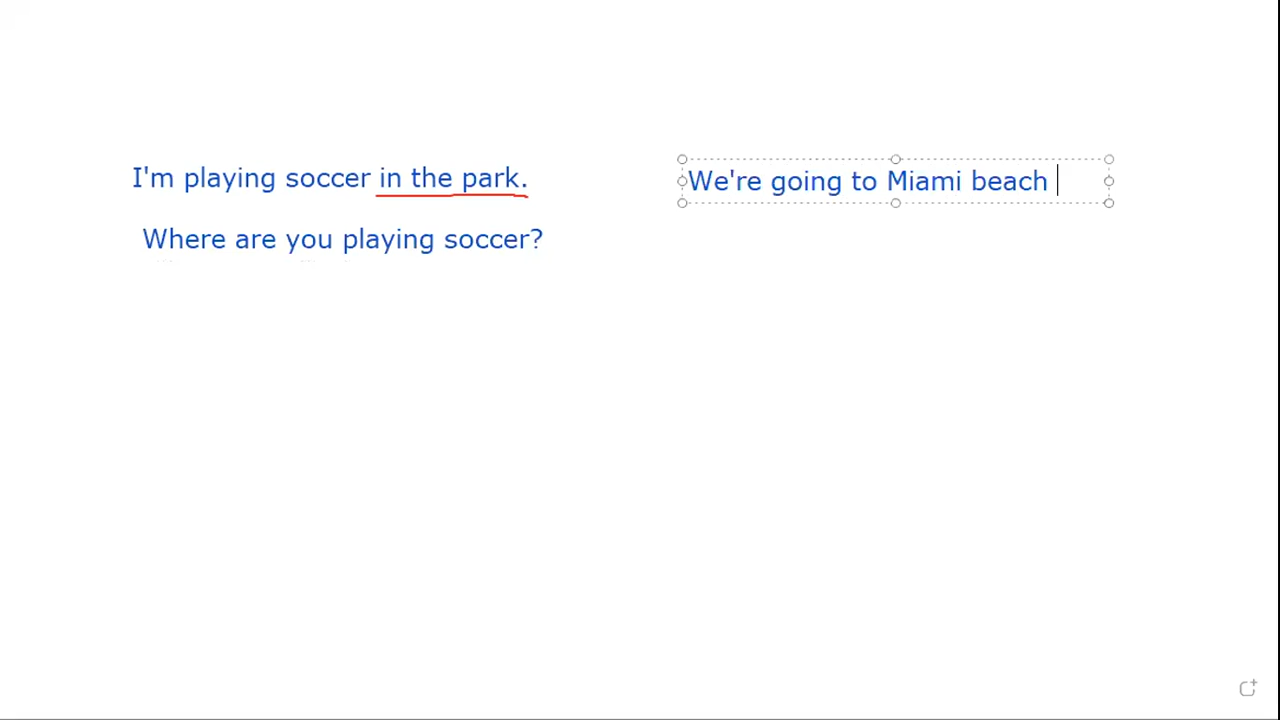 I'm playing soccer in the park.
Where are you playing soccer?
We're going to Miami beach